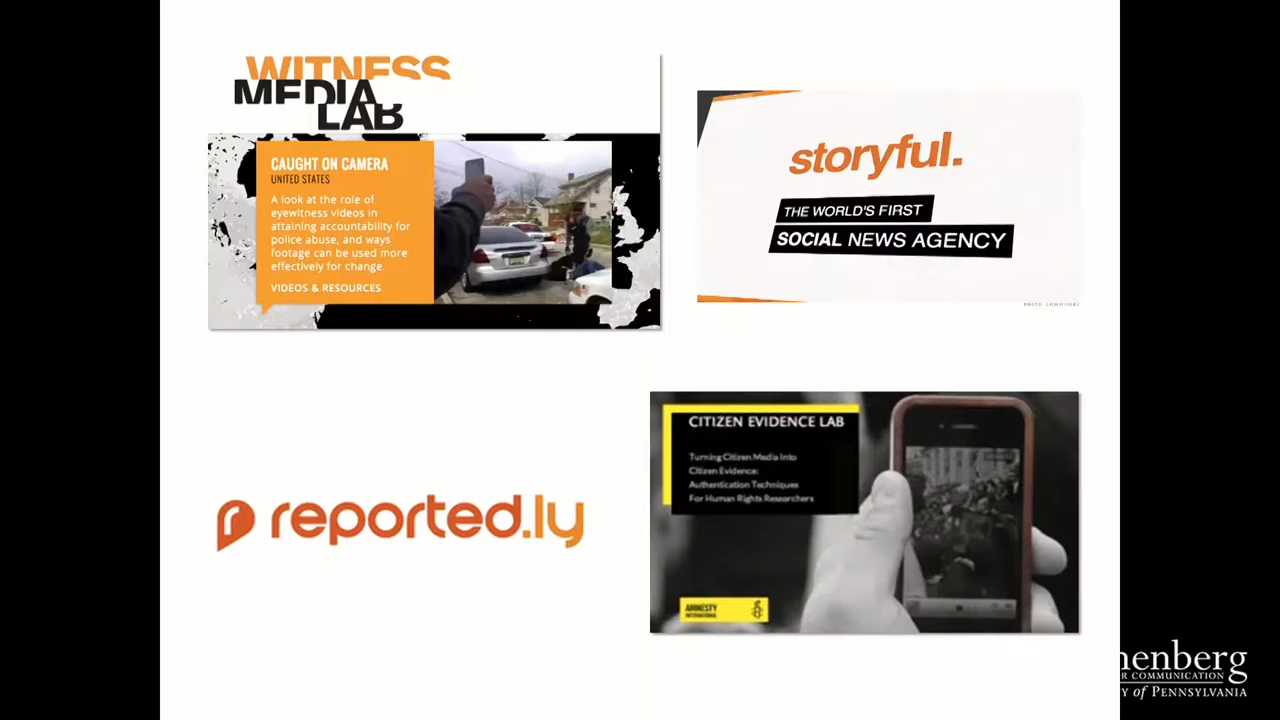 WITNESS
MEDIA
LAB
CAUGHT ON CAMERA
UNITED STATES
A look at the role of
eyewitness videos in
attaining accountability for
police abuse, and ways
footage can be used more
effectively for change.
VIDEOS & RESOURCES
storyful.
THE WORLD'S FIRST
SOCIAL NEWS AGENCY
reported.ly
CITIZEN EVIDENCE LAB
Turning Citizen Media Into
Citizen Evidence:
Authentication Techniques
For Human Rights Researchers
AMNESTY
INTERNATIONAL
nenberg
R COMMUNICATION
Y of PENNSYLVANIA